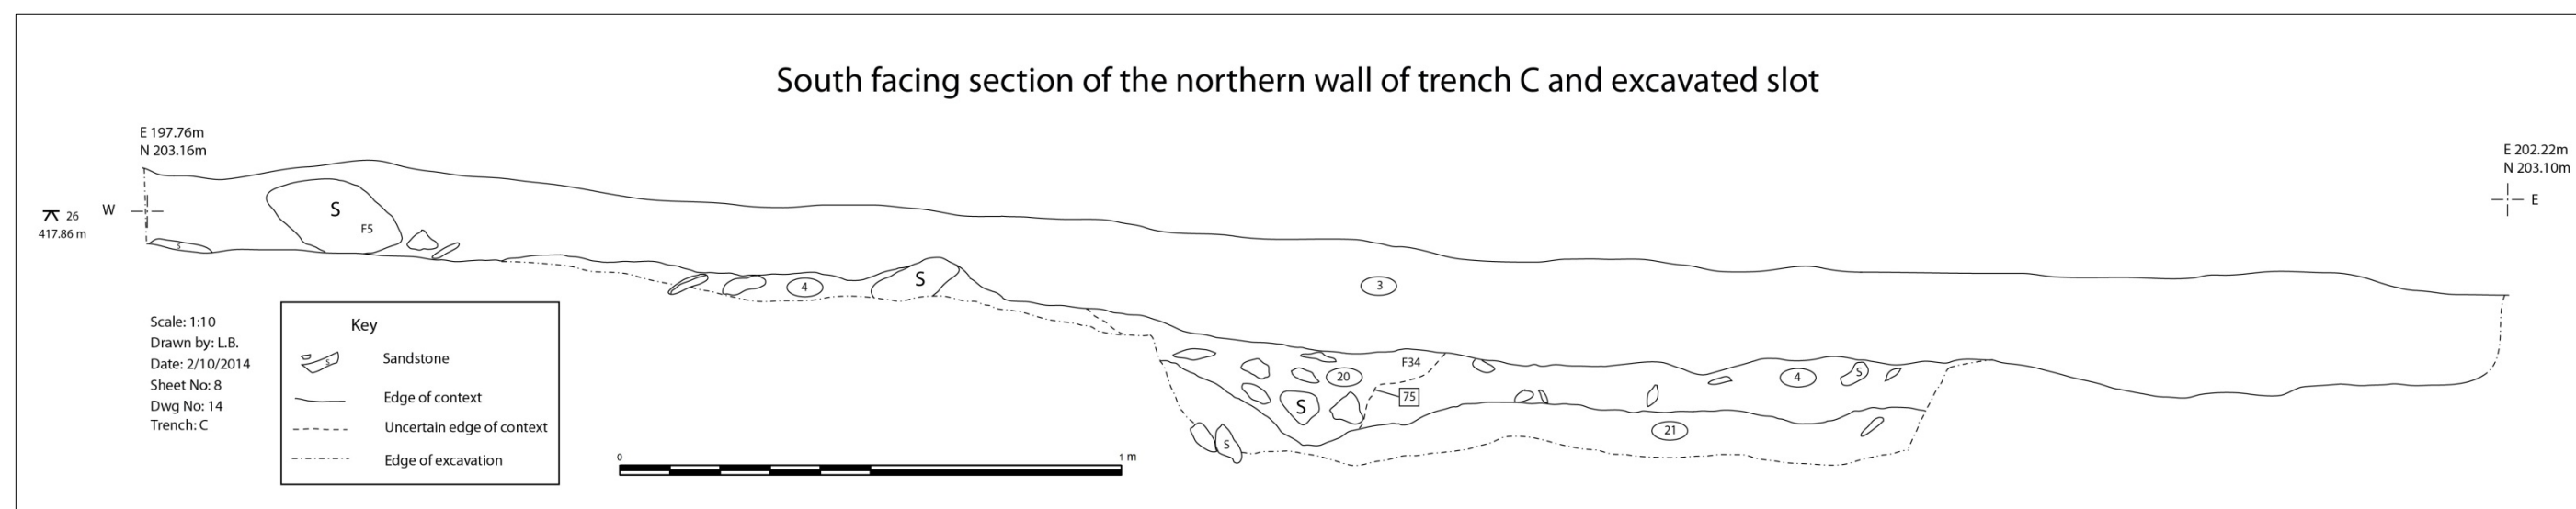 South facing section of the northern wall of trench C and excavated slot
E 197.76m
N 203.16m
E 202.22m
N 203.10m
26
417.86 m
W
E
S
F5
S
4
S
3
F34
20
75
S
4
S
21
S
Scale: 1:10
Drawn by: L.B.
Date: 2/10/2014
Sheet No: 8
Dwg No: 14
Trench: C
Key
S
Sandstone
Edge of context
Uncertain edge of context
Edge of excavation
0
1 m